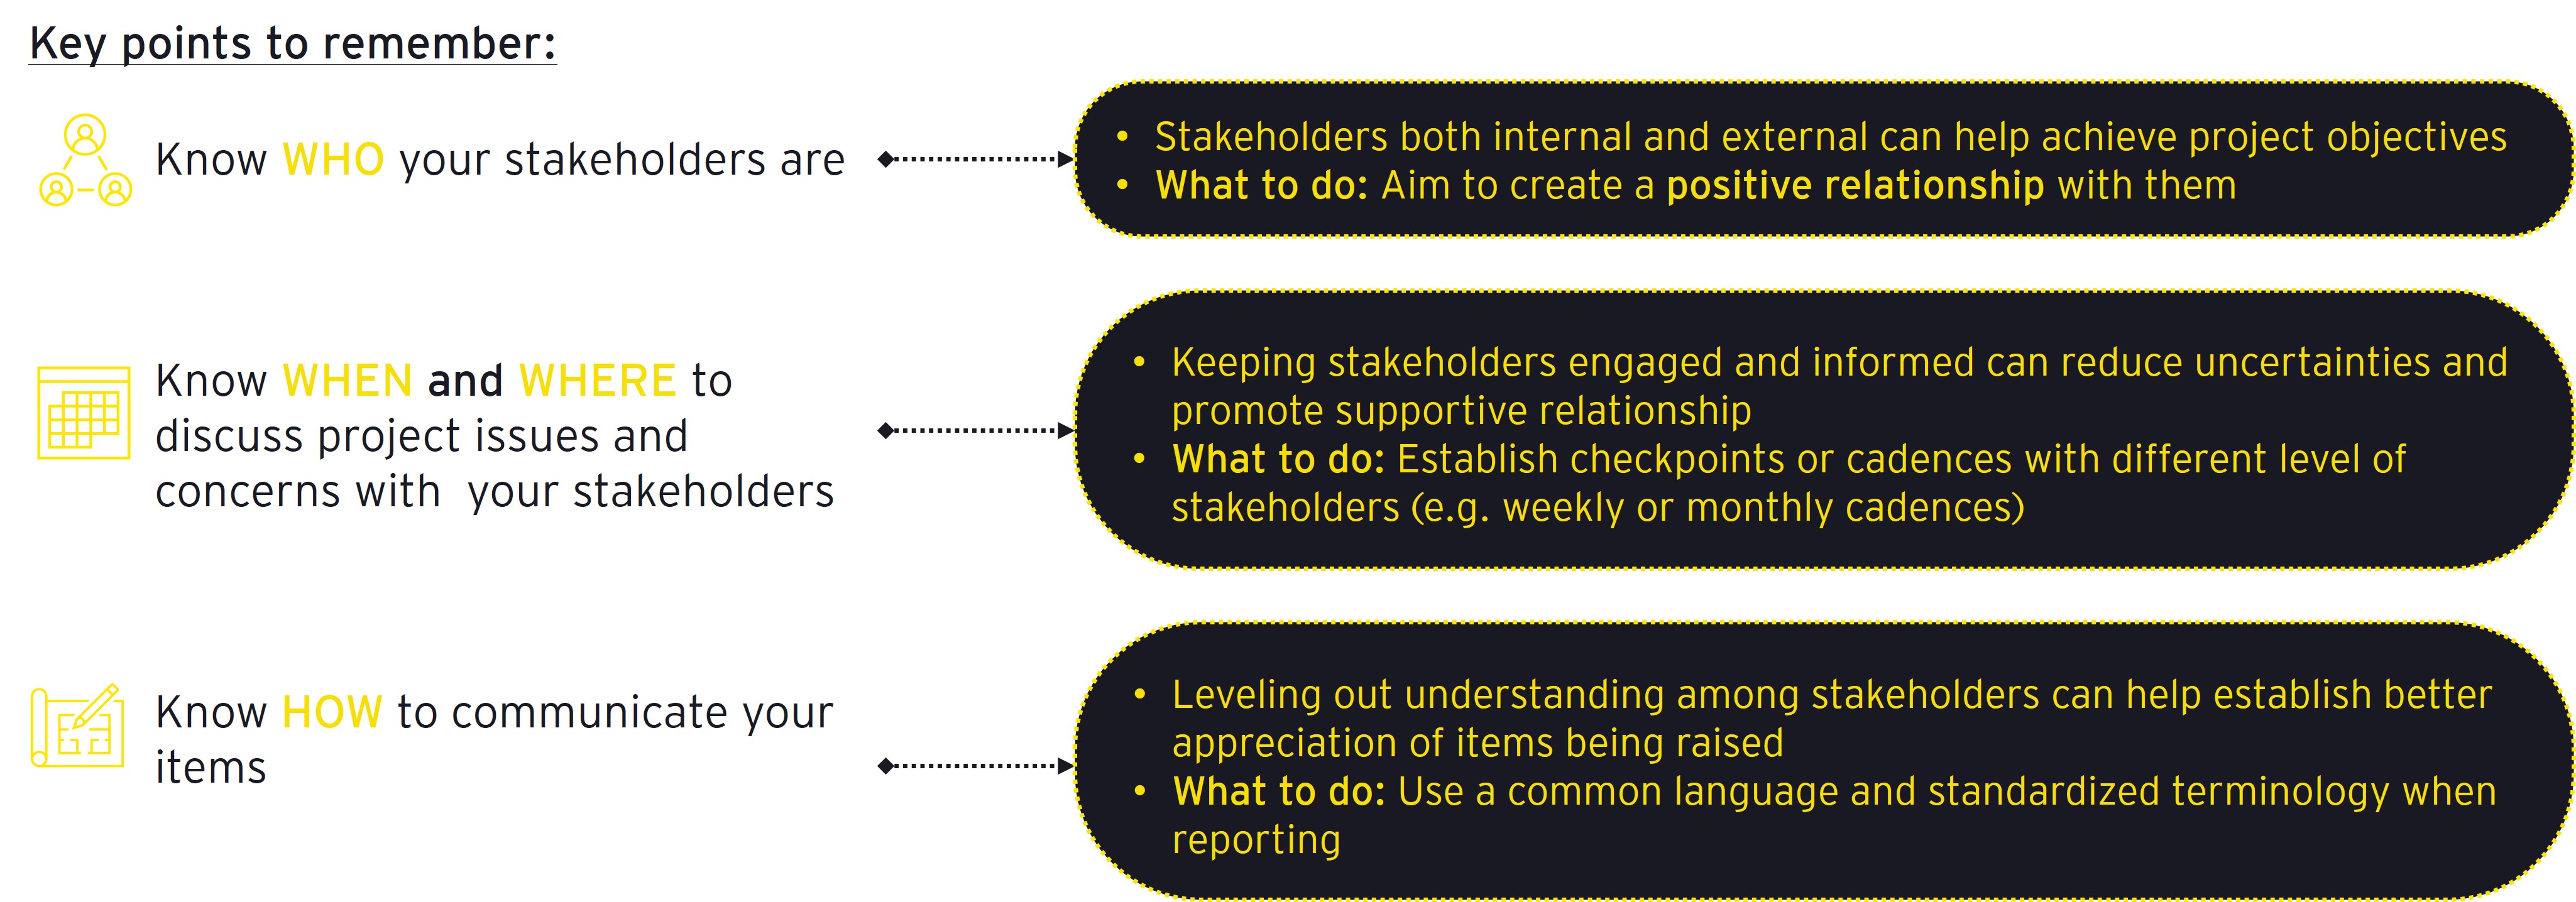 Key points to remember:
Know WHO your stakeholders are
• Stakeholders both internal and external can help achieve project objectives
• What to do: Aim to create a positive relationship with them
Know WHEN and WHERE to
discuss project issues and
concerns with  your stakeholders
• Keeping stakeholders engaged and informed can reduce uncertainties and
promote supportive relationship
• What to do: Establish checkpoints or cadences with different level of
stakeholders (e.g. weekly or monthly cadences)
Know HOW to communicate your
items
• Leveling out understanding among stakeholders can help establish better
appreciation of items being raised
• What to do: Use a common language and standardized terminology when
reporting